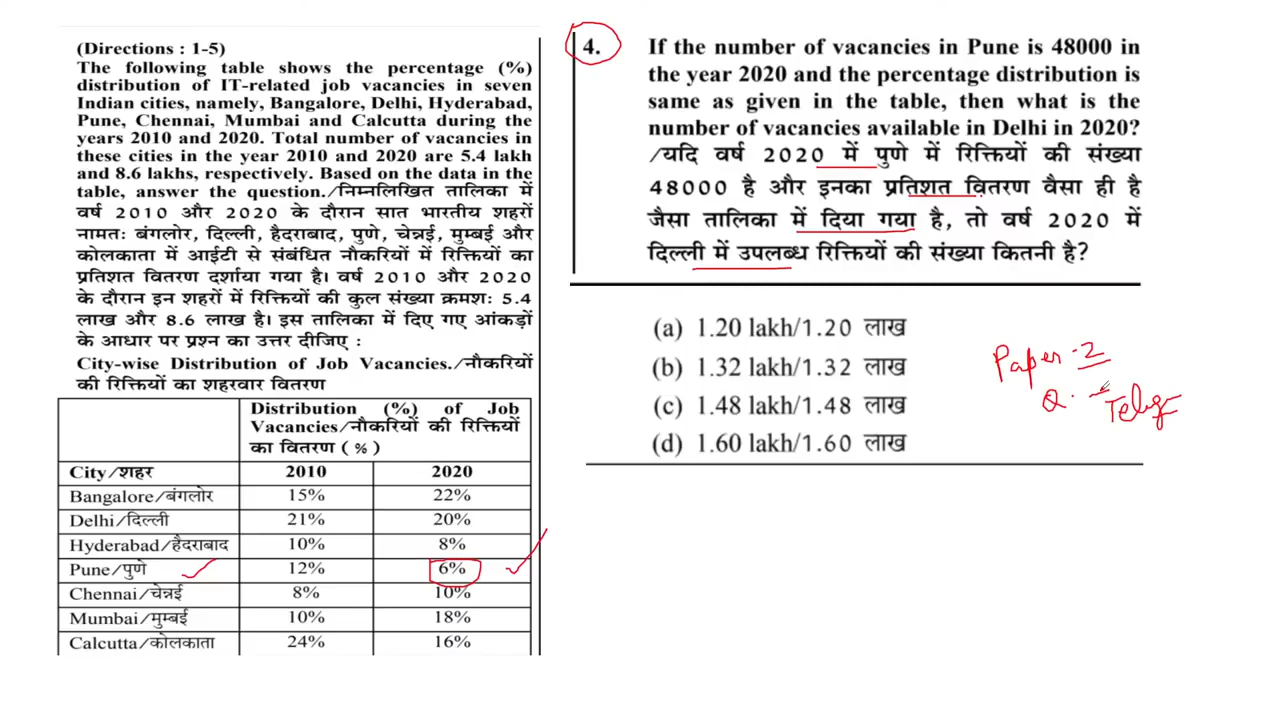 (Directions : 1-5)
The following table shows the percentage (%)
distribution of IT-related job vacancies in seven
Indian cities, namely, Bangalore, Delhi, Hyderabad,
Pune, Chennai, Mumbai and Calcutta during the
years 2010 and 2020. Total number of vacancies in
these cities in the year 2010 and 2020 are 5.4 lakh
and 8.6 lakhs, respectively. Based on the data in the
table, answer the question./निम्नलिखित तालिका में
वर्ष 2010 और 2020 के दौरान सात भारतीय शहरों
नामतः बंगलोर, दिल्ली, हैदराबाद, पुणे, चेन्नई, मुम्बई और
कोलकाता में आईटी से संबंधित नौकरियों में रिक्तियों का
प्रतिशत वितरण दर्शाया गया है। वर्ष 2010 और 2020
के दौरान इन शहरों में रिक्तियों की कुल संख्या क्रमशः 5.4
लाख और 8.6 लाख है। इस तालिका में दिए गए आंकड़ों
के आधार पर प्रश्न का उत्तर दीजिए :
City-wise Distribution of Job Vacancies./नौकरियों
की रिक्तियों का शहरवार वितरण
Distribution (%) of Job
Vacancies/नौकरियों की रिक्तियों
का वितरण (%)
City/शहर 2010 2020
Bangalore/बंगलोर 15% 22%
Delhi/दिल्ली 21% 20%
Hyderabad/हैदराबाद 10% 8%
Pune/पुणे 12% 6%
Chennai/चेन्नई 8% 10%
Mumbai/मुम्बई 10% 18%
Calcutta/कोलकाता 24% 16%
4. If the number of vacancies in Pune is 48000 in
the year 2020 and the percentage distribution is
same as given in the table, then what is the
number of vacancies available in Delhi in 2020?
/यदि वर्ष 2020 में पुणे में रिक्तियों की संख्या
48000 है और इनका प्रतिशत वितरण वैसा ही है
जैसा तालिका में दिया गया है, तो वर्ष 2020 में
दिल्ली में उपलब्ध रिक्तियों की संख्या कितनी है?
(a) 1.20 lakh/1.20 लाख
(b) 1.32 lakh/1.32 लाख
(c) 1.48 lakh/1.48 लाख
(d) 1.60 lakh/1.60 लाख
Paper-2
Q.